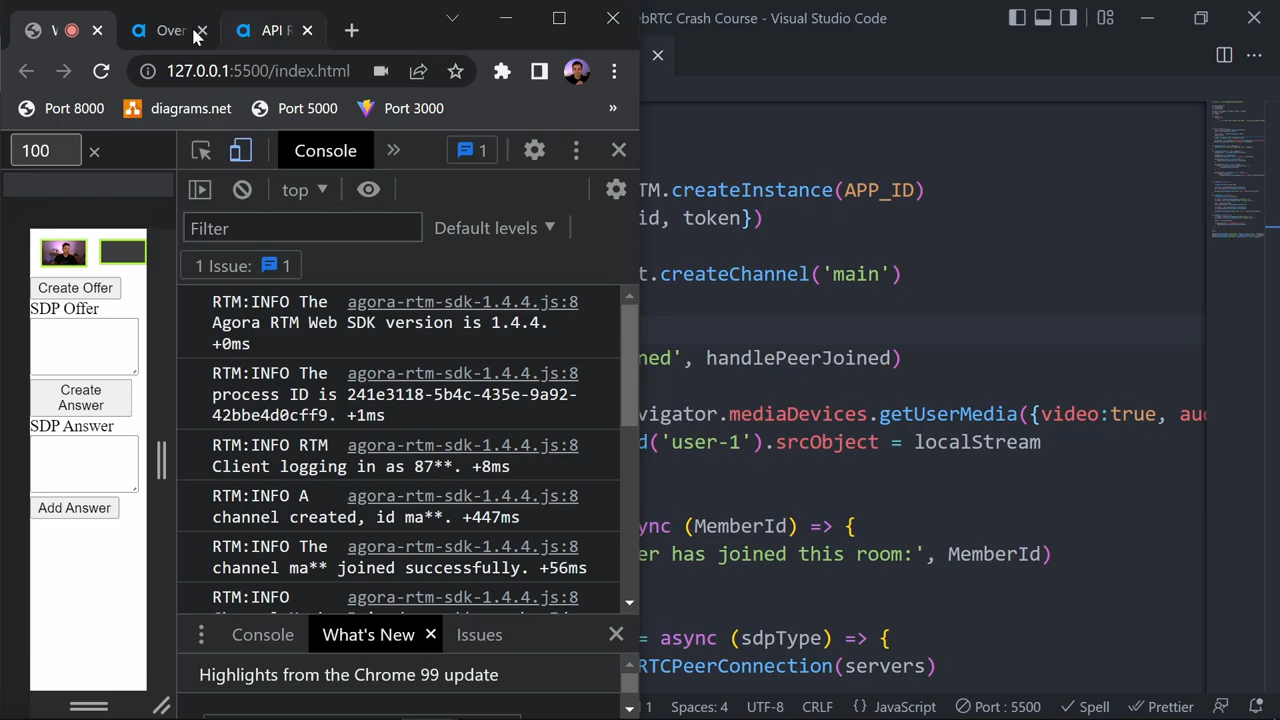 Over
API R
ebRTC Crash Course - Visual Studio Code
127.0.0.1:5500/index.html
Port 8000
diagrams.net
Port 5000
Port 3000
»
100
Console
1
top
Filter
Default lev
1 Issue: 1
RTM:INFO The agora-rtm-sdk-1.4.4.js:8
Agora RTM Web SDK version is 1.4.4.
+0ms
RTM:INFO The agora-rtm-sdk-1.4.4.js:8
process ID is 241e3118-5b4c-435e-9a92-
42bbe4d0cff9. +1ms
RTM:INFO RTM agora-rtm-sdk-1.4.4.js:8
Client logging in as 87**. +8ms
RTM:INFO A agora-rtm-sdk-1.4.4.js:8
channel created, id ma**. +447ms
RTM:INFO The agora-rtm-sdk-1.4.4.js:8
channel ma** joined successfully. +56ms
RTM:INFO agora-rtm-sdk-1.4.4.js:8
Create Offer
SDP Offer
Create
Answer
SDP Answer
Add Answer
Console
What's New
Issues
Highlights from the Chrome 99 update
TM.createInstance(APP_ID)
id, token})
t.createChannel('main')
ned', handlePeerJoined)
vigator.mediaDevices.getUserMedia({video:true, au
d('user-1').srcObject = localStream
ync (MemberId) => {
er has joined this room:', MemberId)
= async (sdpType) => {
RTCPeerConnection(servers)
1
Spaces: 4
UTF-8
CRLF
{} JavaScript
Port : 5500
Spell
Prettier